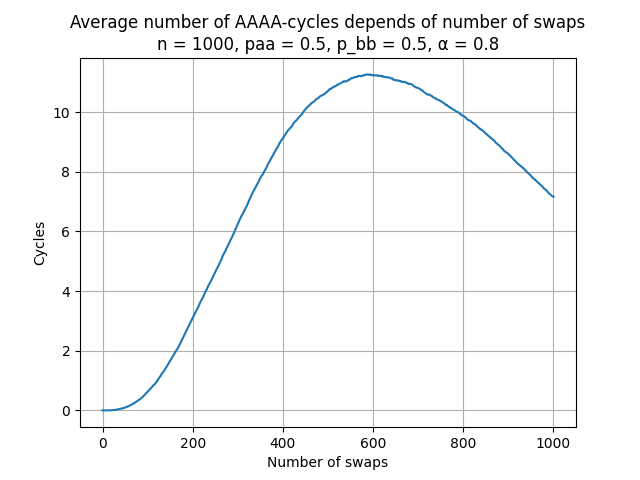 Average number of AAAA-cycles depends of number of swaps
n = 1000, paa = 0.5, p_bb = 0.5, α = 0.8
10
8
6
4
2
0
Cycles
0 200 400 600 800 1000
Number of swaps